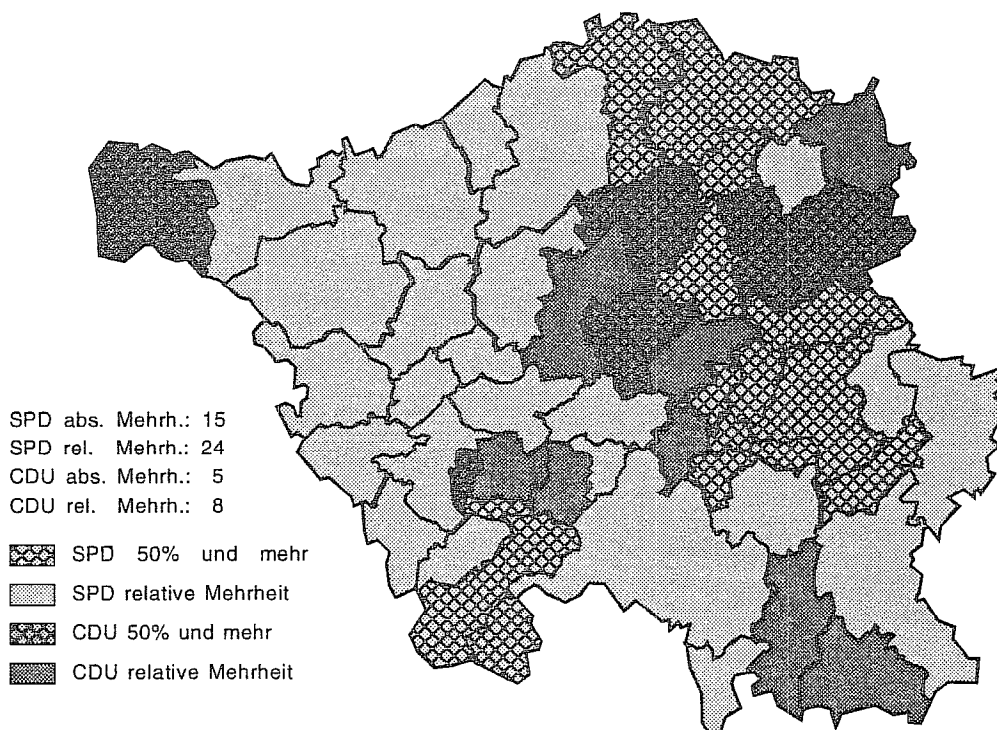 SPD abs. Mehrh.: 15
SPD rel. Mehrh.: 24
CDU abs. Mehrh.: 5
CDU rel. Mehrh.: 8
SPD 50% und mehr
SPD relative Mehrheit
CDU 50% und mehr
CDU relative Mehrheit